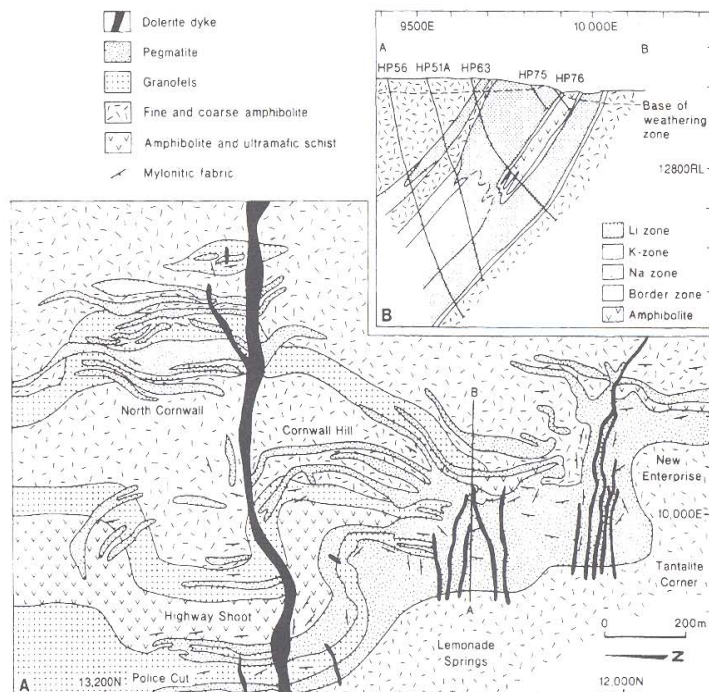 Dolerite dyke
Pegmatite
Granofels
Fine and coarse amphibolite
Amphibolite and ultramafic schist
Mylonitic fabric
9500E
10 000E
A
B
HP56
HP51A
HP63
HP75
HP76
Base of
weathering
zone
12800RL
Li zone
K-zone
Na zone
Border zone
Amphibolite
B
North Cornwall
Cornwall Hill
B
New
Enterprise
10,000E
Tantalite
Corner
Highway Shoot
A
0 200m
Lemonade
Springs
N
A
13,200N
Police Cut
12,000N